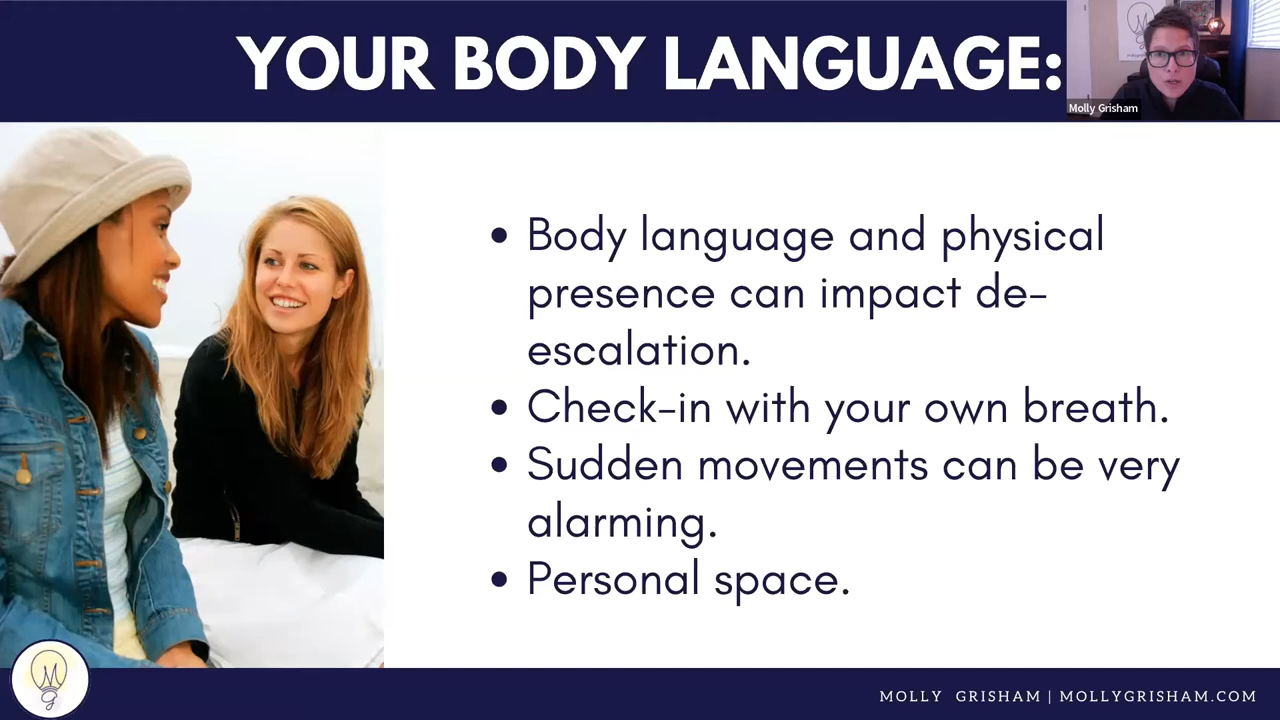 YOUR BODY LANGUAGE:
Molly Grisham
• Body language and physical
presence can impact de-
escalation.
• Check-in with your own breath.
• Sudden movements can be very
alarming.
• Personal space.
M
G
MOLLY GRISHAM | MOLLYGRISHAM.COM